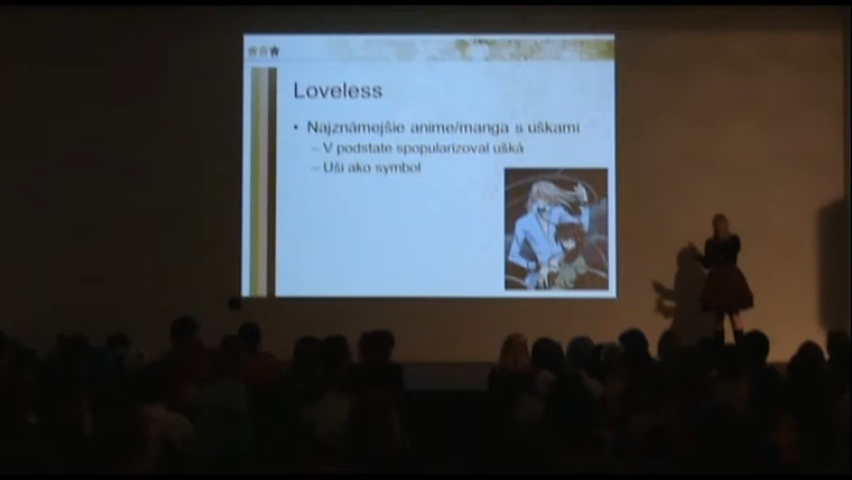 Loveless
• Najznámejšie anime/manga s uškami
– V podstate spopularizoval uška
– Uši ako symbol